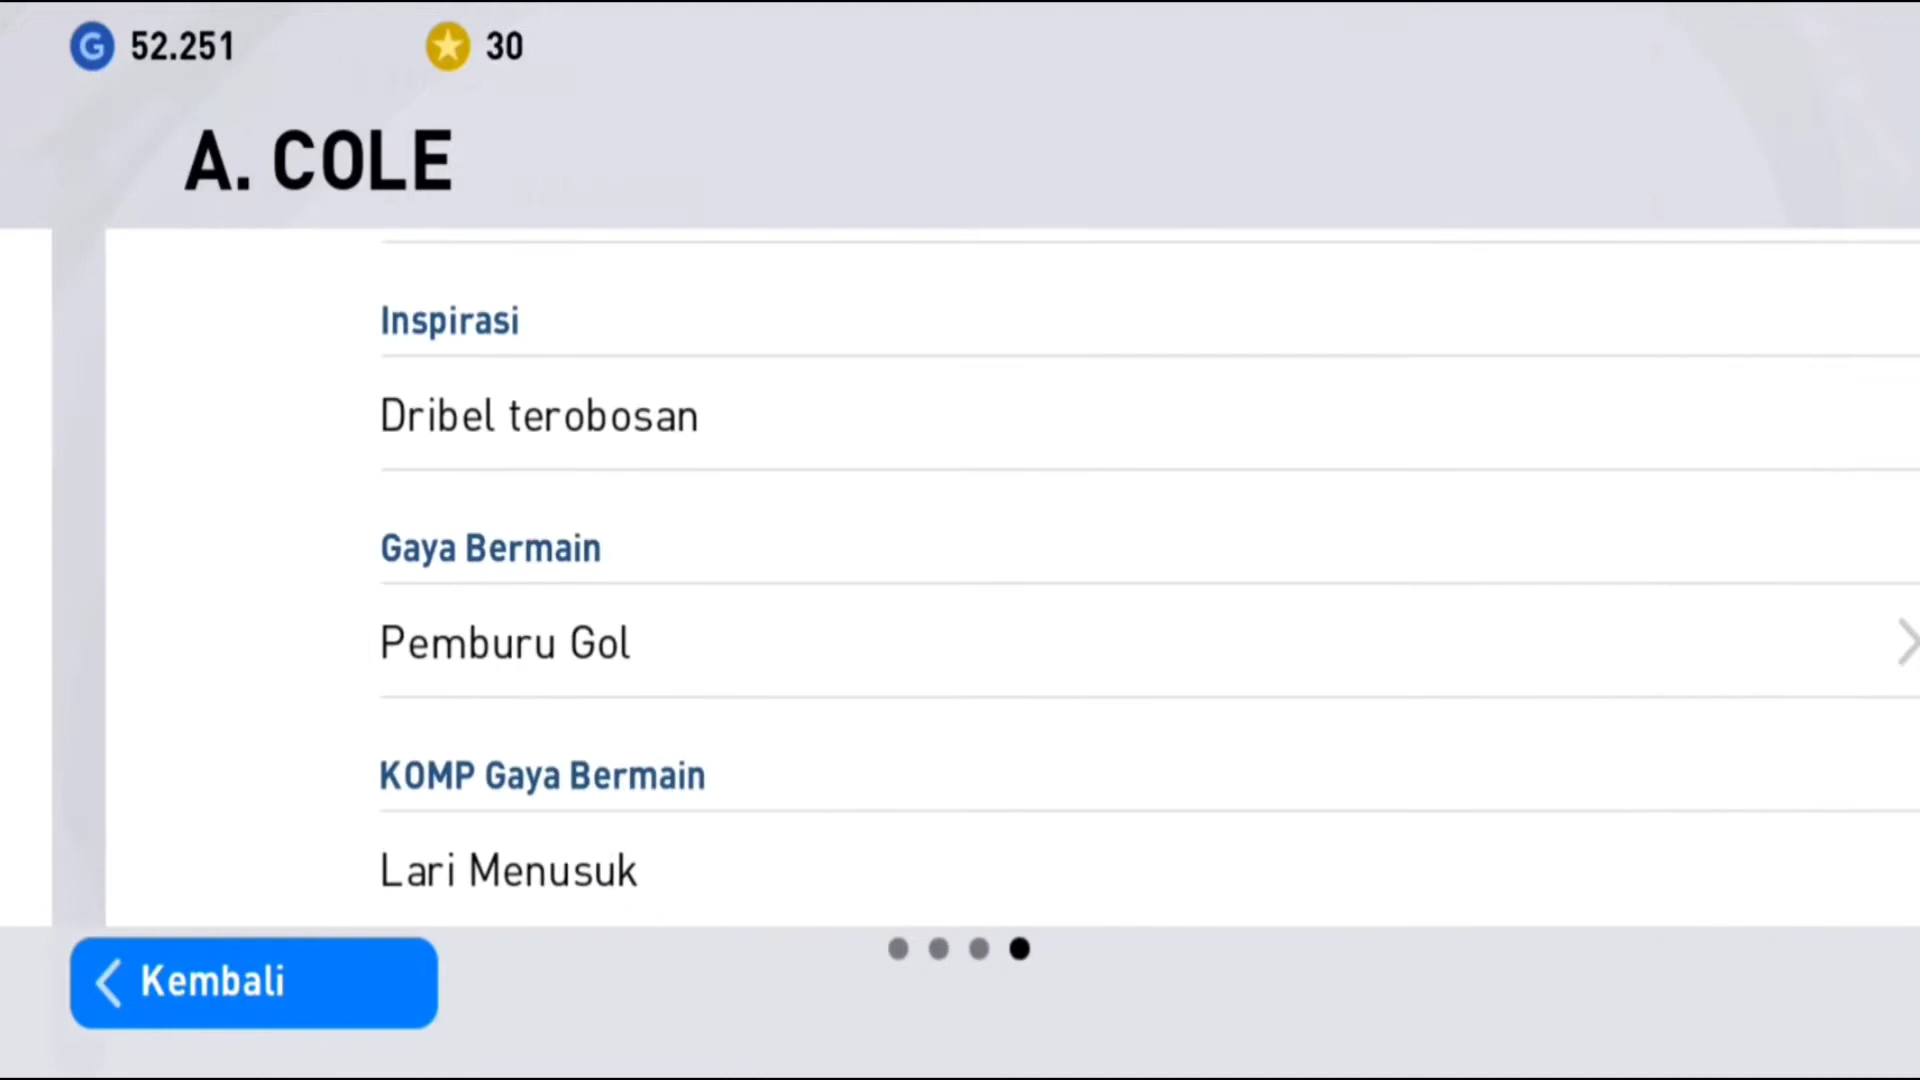 G 52.251 30
A. COLE
Inspirasi
Dribel terobosan
Gaya Bermain
Pemburu Gol
KOMP Gaya Bermain
Lari Menusuk
Kembali